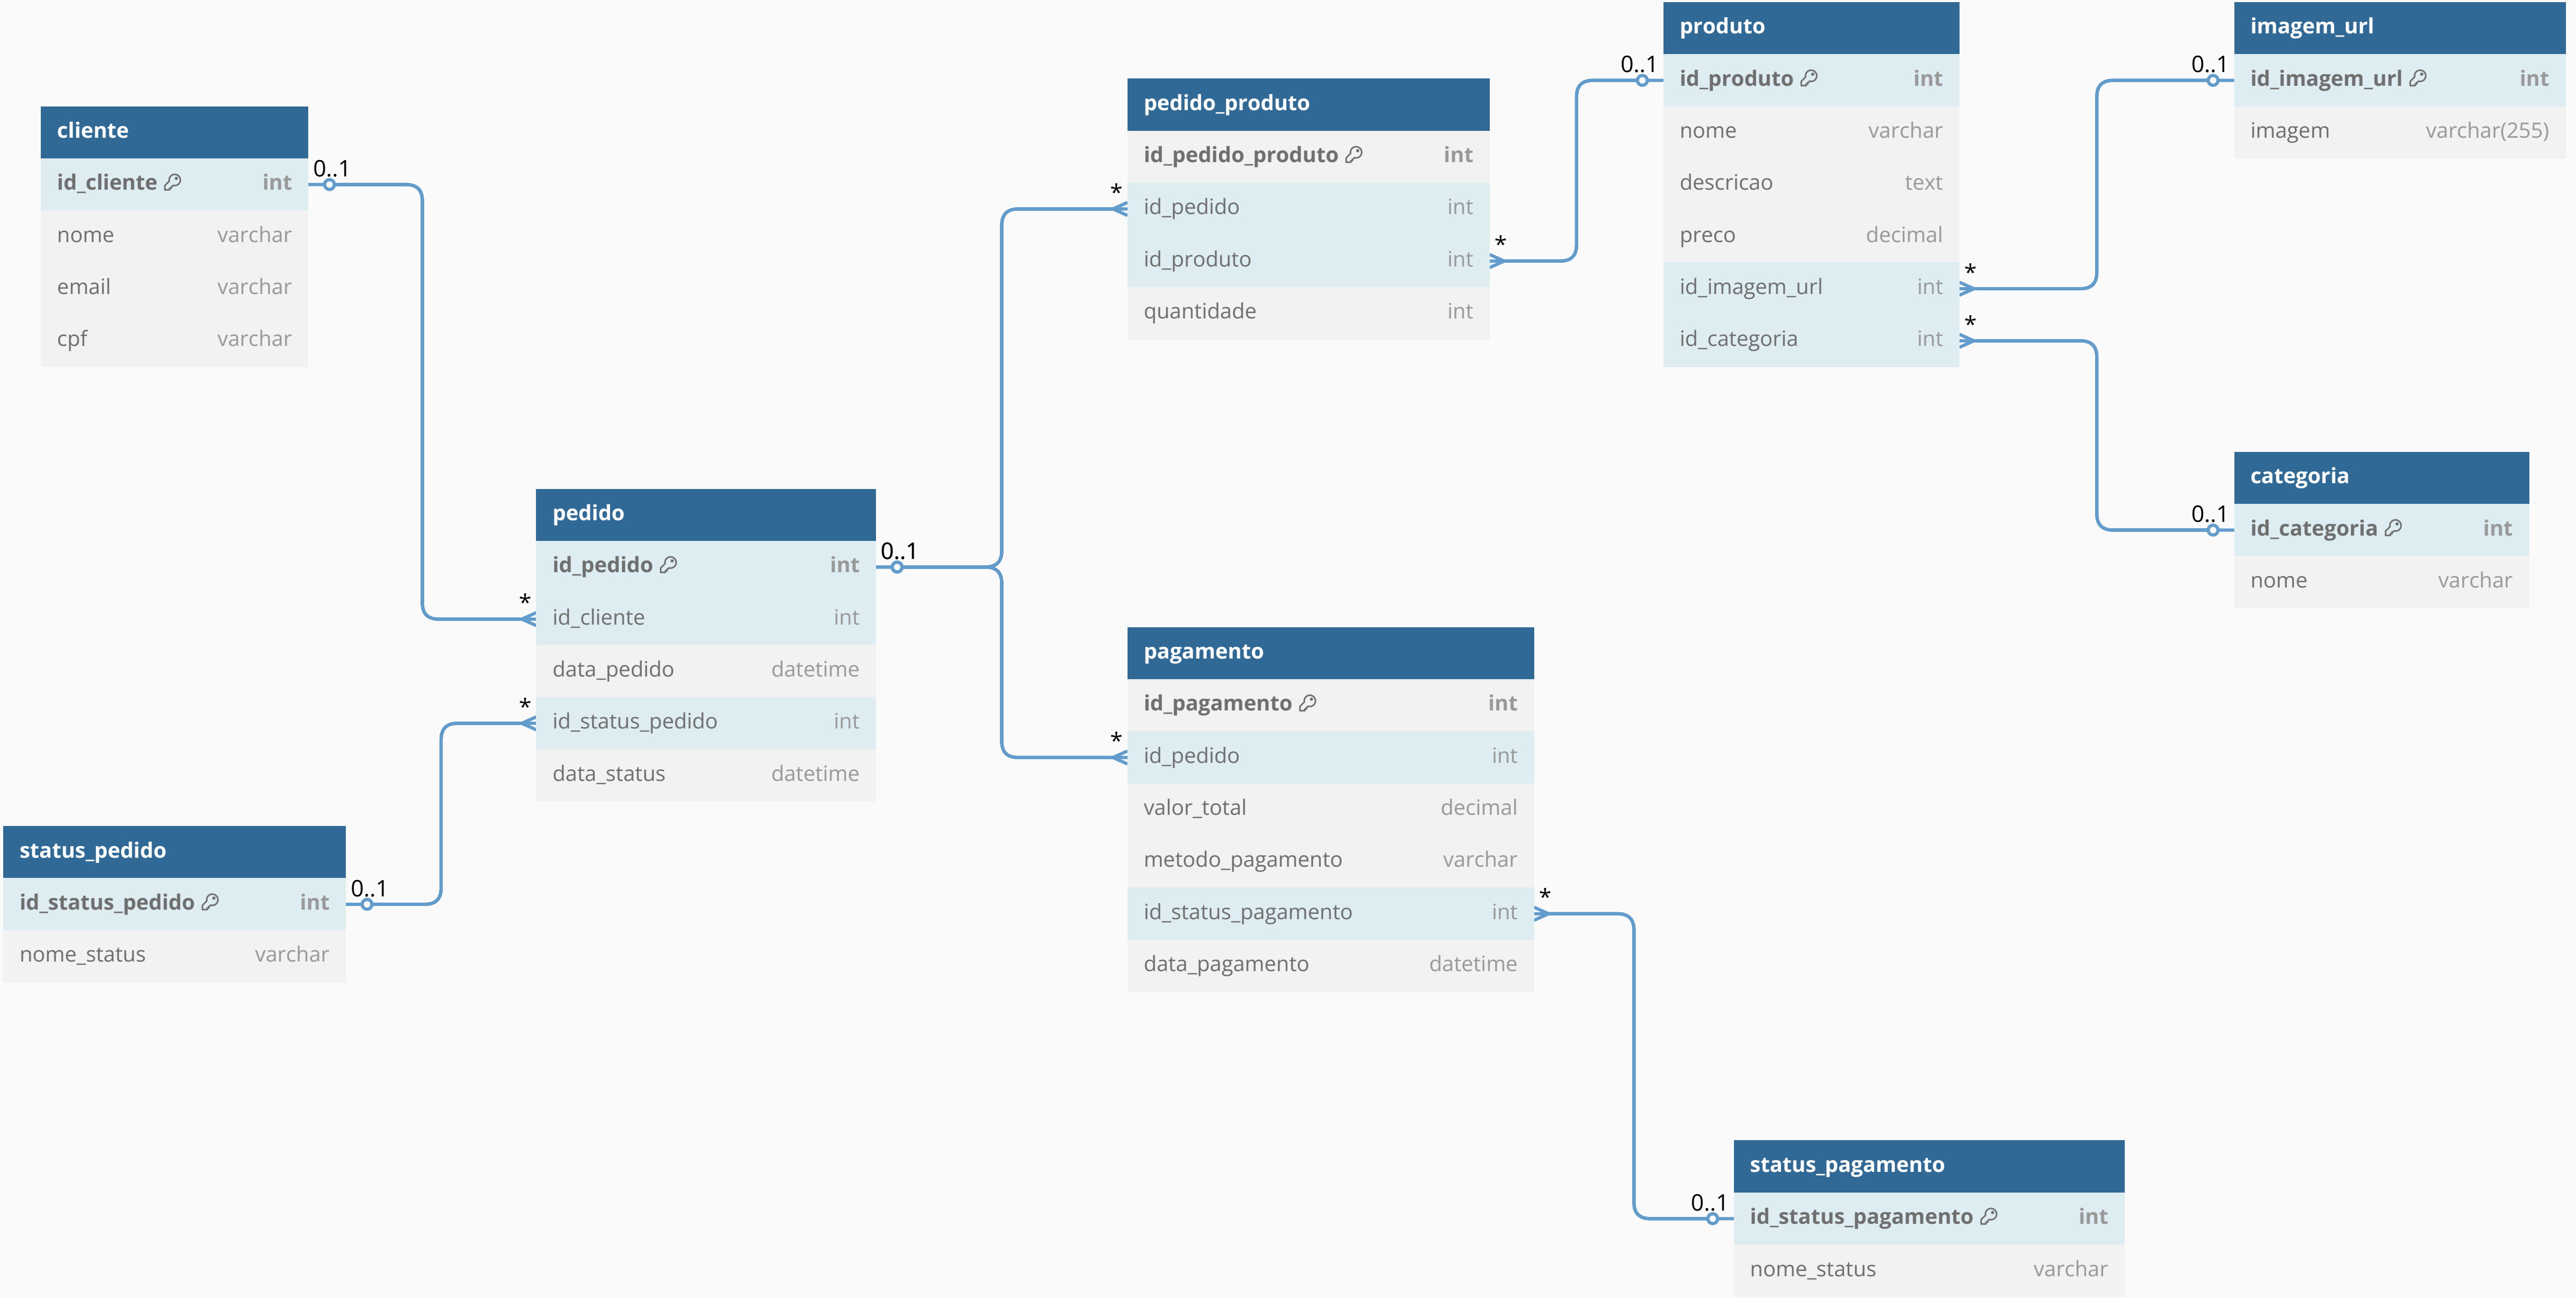 cliente
id_cliente int
nome varchar
email varchar
cpf varchar
0..1
*
pedido
id_pedido int
id_cliente int
data_pedido datetime
id_status_pedido int
data_status datetime
0..1
*
status_pedido
id_status_pedido int
nome_status varchar
0..1
*
pedido_produto
id_pedido_produto int
id_pedido int
id_produto int
quantidade int
*
*
pagamento
id_pagamento int
id_pedido int
valor_total decimal
metodo_pagamento varchar
id_status_pagamento int
data_pagamento datetime
*
0..1
produto
id_produto int
nome varchar
descricao text
preco decimal
id_imagem_url int
id_categoria int
*
*
0..1
imagem_url
id_imagem_url int
imagem varchar(255)
0..1
categoria
id_categoria int
nome varchar
0..1
status_pagamento
id_status_pagamento int
nome_status varchar